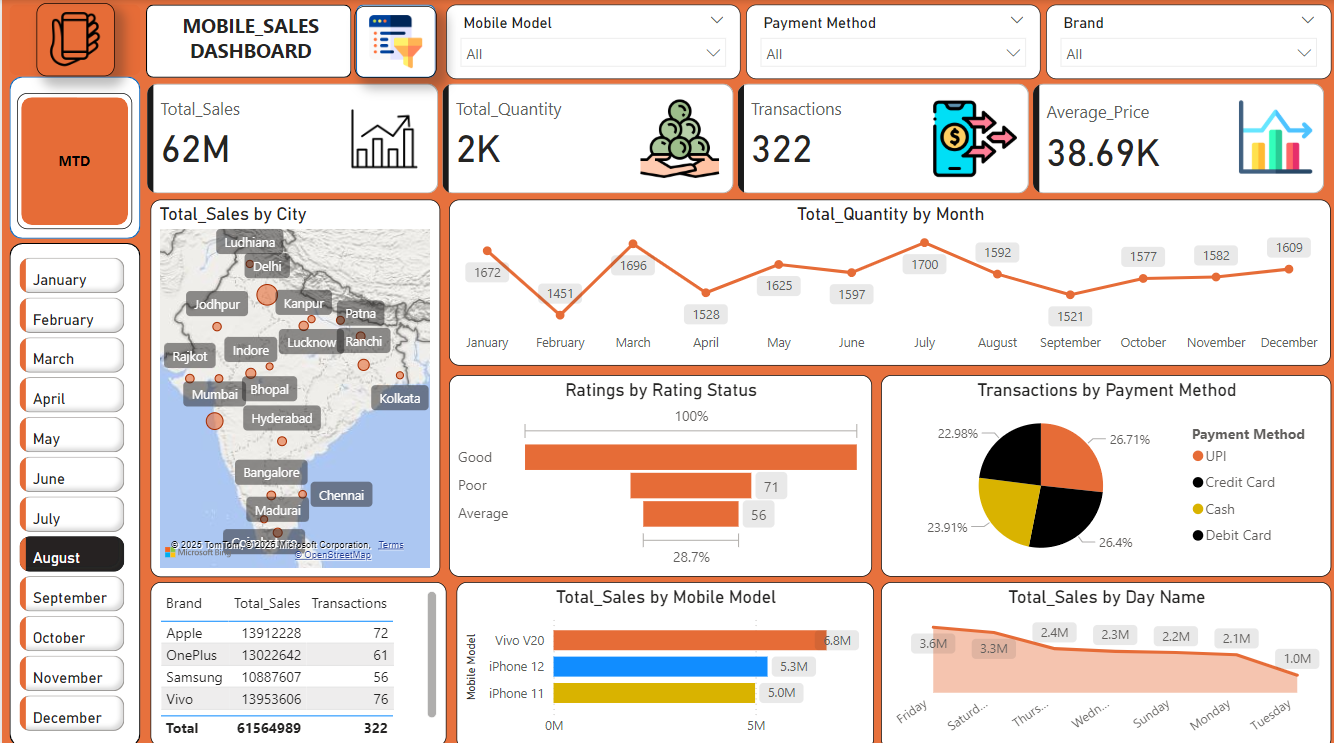 MOBILE_SALES
DASHBOARD
Mobile Model
All
Payment Method
All
Brand
All
MTD
Total_Sales
62M
Total_Quantity
2K
Transactions
322
Average_Price
38.69K
January
February
March
April
May
June
July
August
September
October
November
December
Total_Sales by City
Ludhiana
Delhi
Jodhpur
Kanpur
Patna
Lucknow
Ranchi
Rajkot
Indore
Mumbai
Bhopal
Kolkata
Hyderabad
Bangalore
Chennai
Madurai
© 2025 TomTom, © 2025 Microsoft Corporation, Terms
© OpenStreetMap
Microsoft Bing
Total_Quantity by Month
1672
1451
1696
1528
1625
1597
1700
1592
1521
1577
1582
1609
January February March April May June July August September October November December
Ratings by Rating Status
100%
Good
Poor 71
Average 56
28.7%
Transactions by Payment Method
22.98%
26.71%
23.91%
26.4%
Payment Method
UPI
Credit Card
Cash
Debit Card
Brand Total_Sales Transactions
Apple 13912228 72
OnePlus 13022642 61
Samsung 10887607 56
Vivo 13953606 76
Total 61564989 322
Total_Sales by Mobile Model
Mobile Model
Vivo V20 6.8M
iPhone 12 5.3M
iPhone 11 5.0M
0M 5M
Total_Sales by Day Name
3.6M
3.3M
2.4M
2.3M
2.2M
2.1M
1.0M
Friday Saturd... Thurs... Wedn... Sunday Monday Tuesday